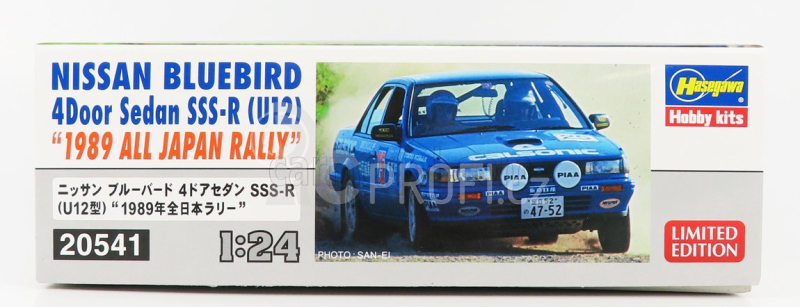 NISSAN BLUEBIRD
4Door Sedan SSS-R (U12)
"1989 ALL JAPAN RALLY"
ニッサン ブルーバード 4ドアセダン SSS-R
(U12型) "1989年全日本ラリー"
20541
1:24
calsonic
PIAA
PIAA
PIAA
PIAA
47-52
PHOTO : SAN-EI
Hasegawa
Hobby kits
LIMITED
EDITION